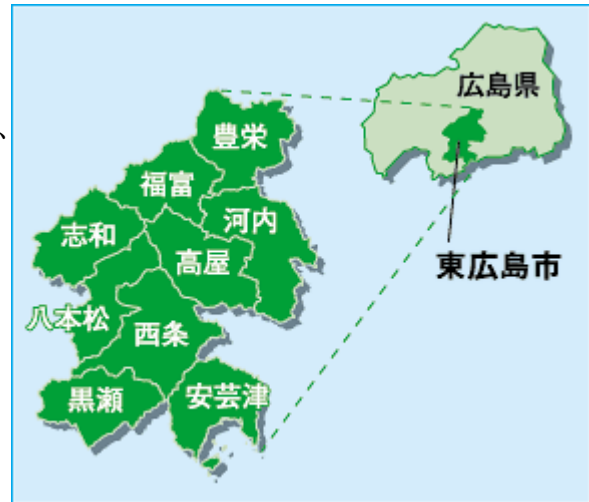 、
広島県
豊栄
福富
河内
志和
高屋
東広島市
八本松
西条
黒瀬
安芸津